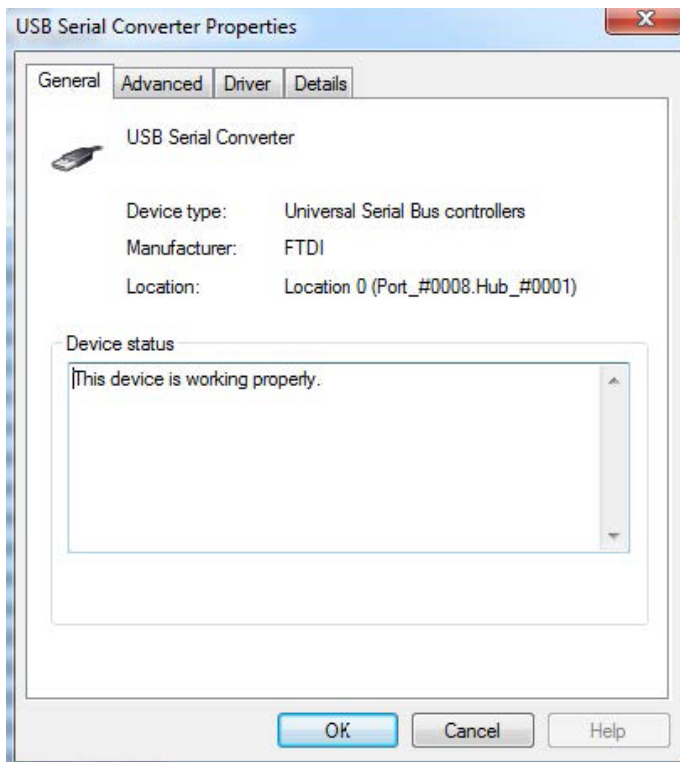 USB Serial Converter Properties
General Advanced Driver Details
USB Serial Converter
Device type: Universal Serial Bus controllers
Manufacturer: FTDI
Location: Location 0 (Port_#0008.Hub_#0001)
Device status
This device is working properly.
OK Cancel Help